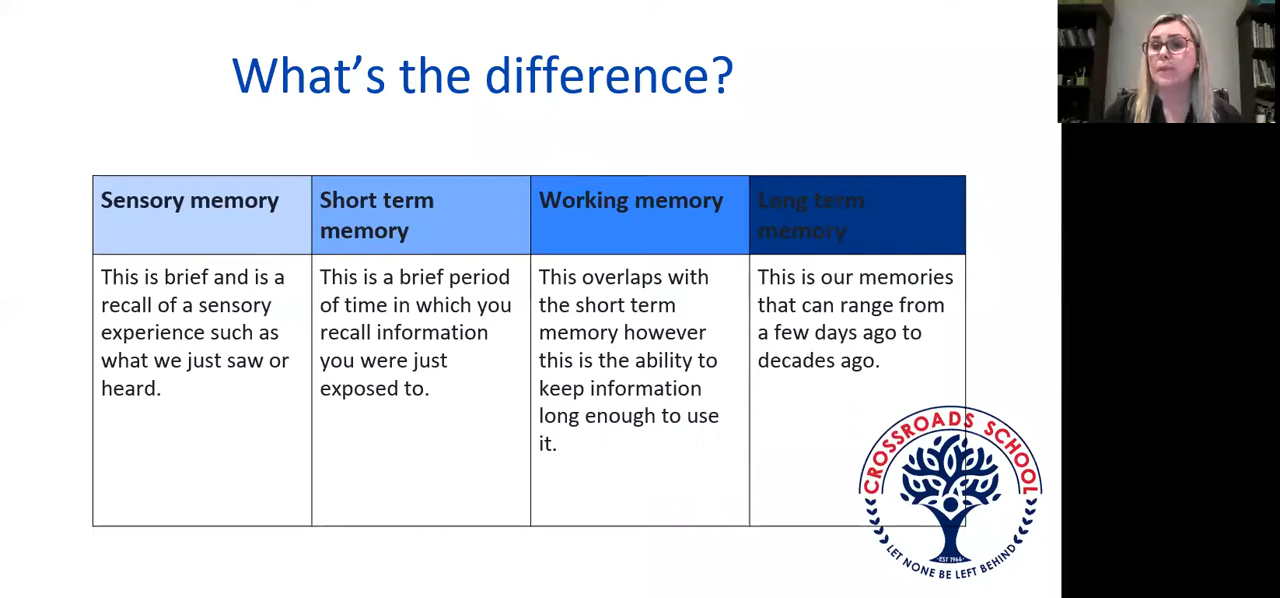 What's the difference?
Sensory memory
Short term
memory
Working memory
Long term
memory
This is brief and is a
recall of a sensory
experience such as
what we just saw or
heard.
This is a brief period
of time in which you
recall information
you were just
exposed to.
This overlaps with
the short term
memory however
this is the ability to
keep information
long enough to use
it.
This is our memories
that can range from
a few days ago to
decades ago.
CROSSROADS SCHOOL
EST 1964
LET NONE BE LEFT BEHIND